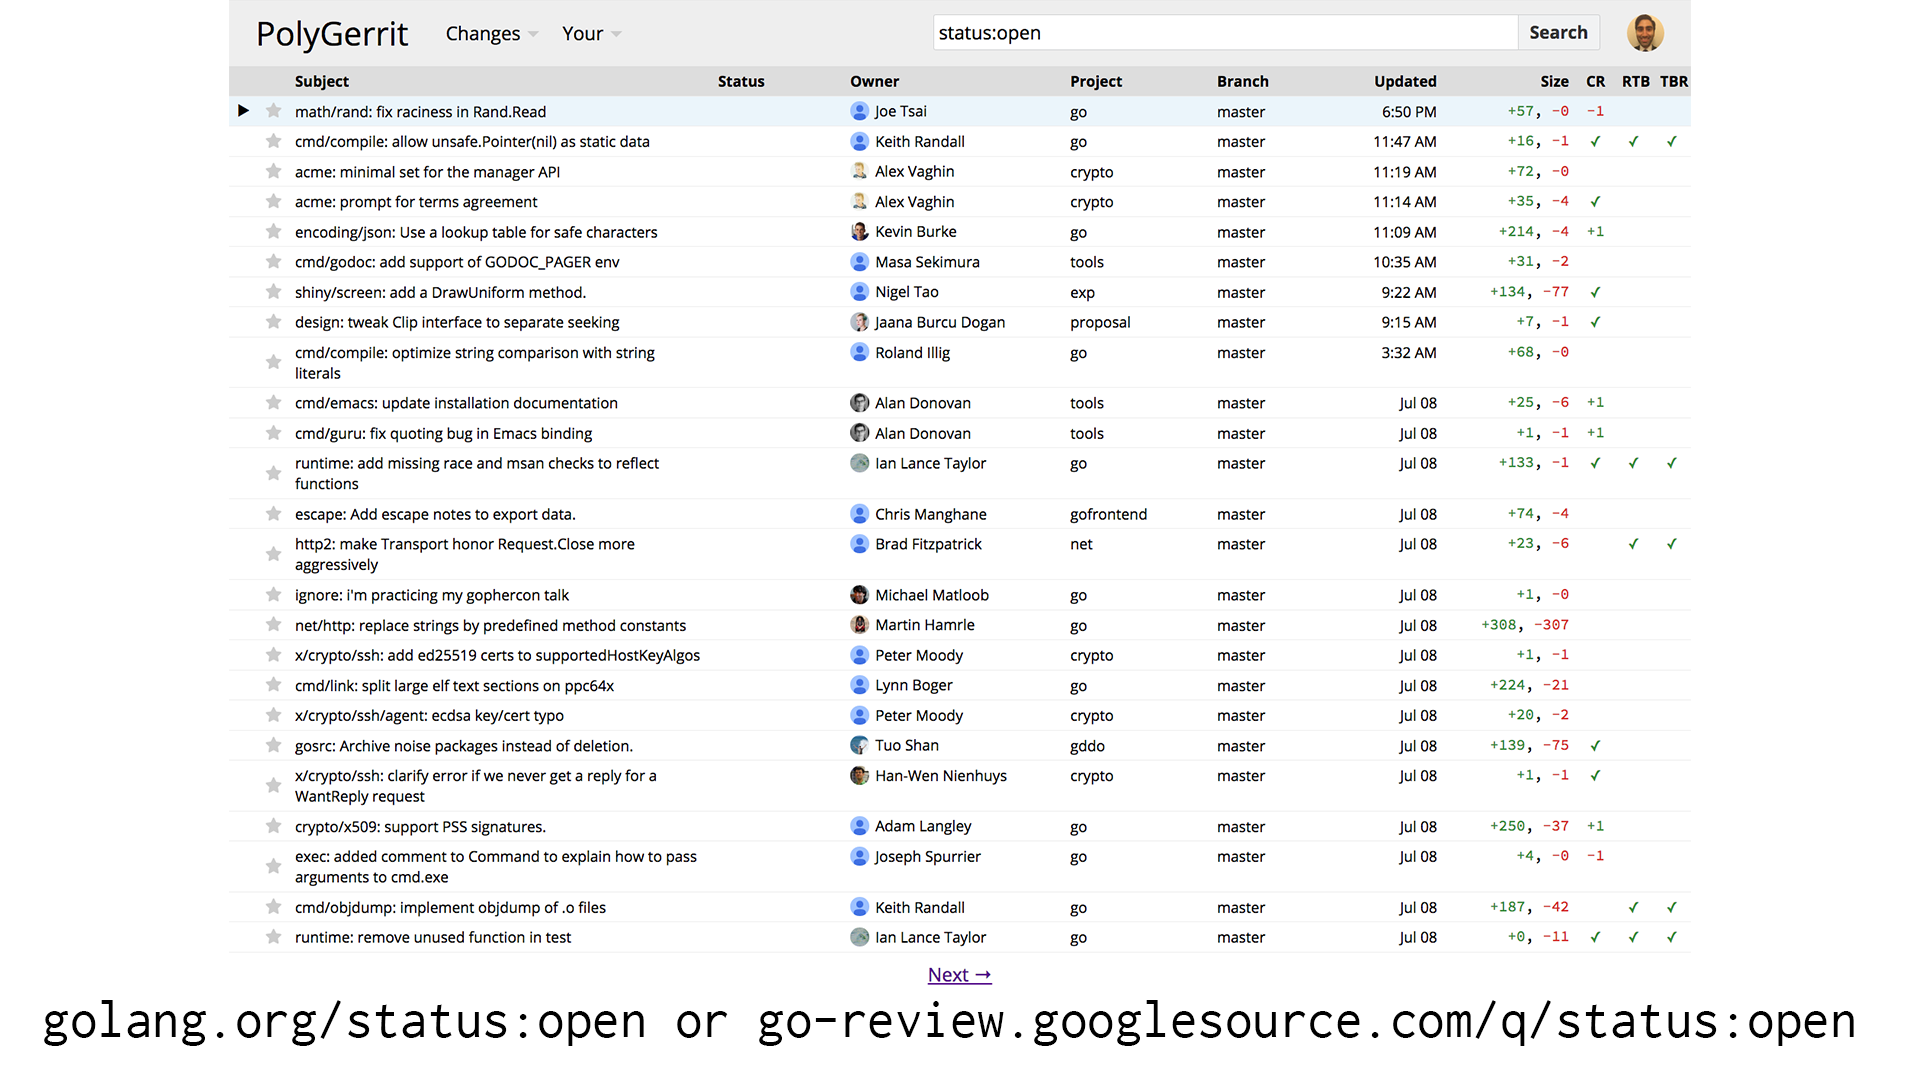 PolyGerrit Changes Your status:open Search
Subject Status Owner Project Branch Updated Size CR RTB TBR
math/rand: fix raciness in Rand.Read Joe Tsai go master 6:50 PM +57, -0 -1
cmd/compile: allow unsafe.Pointer(nil) as static data Keith Randall go master 11:47 AM +16, -1 ✓ ✓ ✓
acme: minimal set for the manager API Alex Vaghin crypto master 11:19 AM +72, -0
acme: prompt for terms agreement Alex Vaghin crypto master 11:14 AM +35, -4 ✓
encoding/json: Use a lookup table for safe characters Kevin Burke go master 11:09 AM +214, -4 +1
cmd/godoc: add support of GODOC_PAGER env Masa Sekimura tools master 10:35 AM +31, -2
shiny/screen: add a DrawUniform method. Nigel Tao exp master 9:22 AM +134, -77 ✓
design: tweak Clip interface to separate seeking Jaana Burcu Dogan proposal master 9:15 AM +7, -1 ✓
cmd/compile: optimize string comparison with string Roland Illig go master 3:32 AM +68, -0
literals
cmd/emacs: update installation documentation Alan Donovan tools master Jul 08 +25, -6 +1
cmd/guru: fix quoting bug in Emacs binding Alan Donovan tools master Jul 08 +1, -1 +1
runtime: add missing race and msan checks to reflect Ian Lance Taylor go master Jul 08 +133, -1 ✓ ✓ ✓
functions
escape: Add escape notes to export data. Chris Manghane gofrontend master Jul 08 +74, -4
http2: make Transport honor Request.Close more Brad Fitzpatrick net master Jul 08 +23, -6 ✓ ✓
aggressively
ignore: i'm practicing my gophercon talk Michael Matloob go master Jul 08 +1, -0
net/http: replace strings by predefined method constants Martin Hamrle go master Jul 08 +308, -307
x/crypto/ssh: add ed25519 certs to supportedHostKeyAlgos Peter Moody crypto master Jul 08 +1, -1
cmd/link: split large elf text sections on ppc64x Lynn Boger go master Jul 08 +224, -21
x/crypto/ssh/agent: ecdsa key/cert typo Peter Moody crypto master Jul 08 +20, -2
gosrc: Archive noise packages instead of deletion. Tuo Shan gddo master Jul 08 +139, -75 ✓
x/crypto/ssh: clarify error if we never get a reply for a Han-Wen Nienhuys crypto master Jul 08 +1, -1 ✓
WantReply request
crypto/x509: support PSS signatures. Adam Langley go master Jul 08 +250, -37 +1
exec: added comment to Command to explain how to pass Joseph Spurrier go master Jul 08 +4, -0 -1
arguments to cmd.exe
cmd/objdump: implement objdump of .o files Keith Randall go master Jul 08 +187, -42 ✓ ✓
runtime: remove unused function in test Ian Lance Taylor go master Jul 08 +0, -11 ✓ ✓ ✓
Next →
golang.org/status:open or go-review.googlesource.com/q/status:open